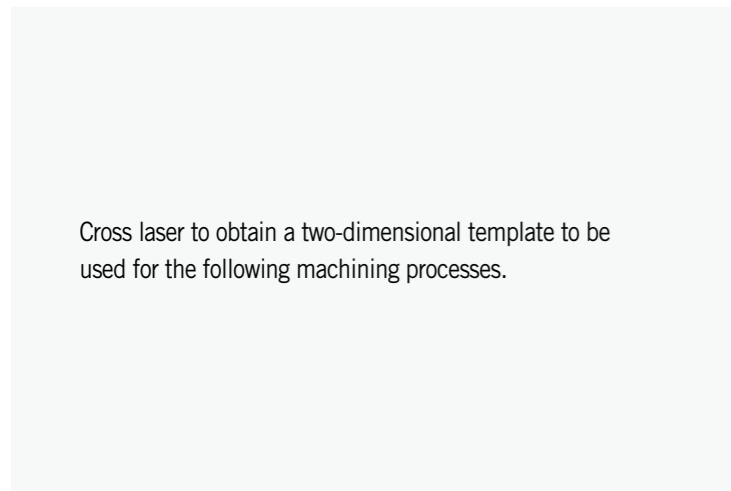 Cross laser to obtain a two-dimensional template to be
used for the following machining processes.